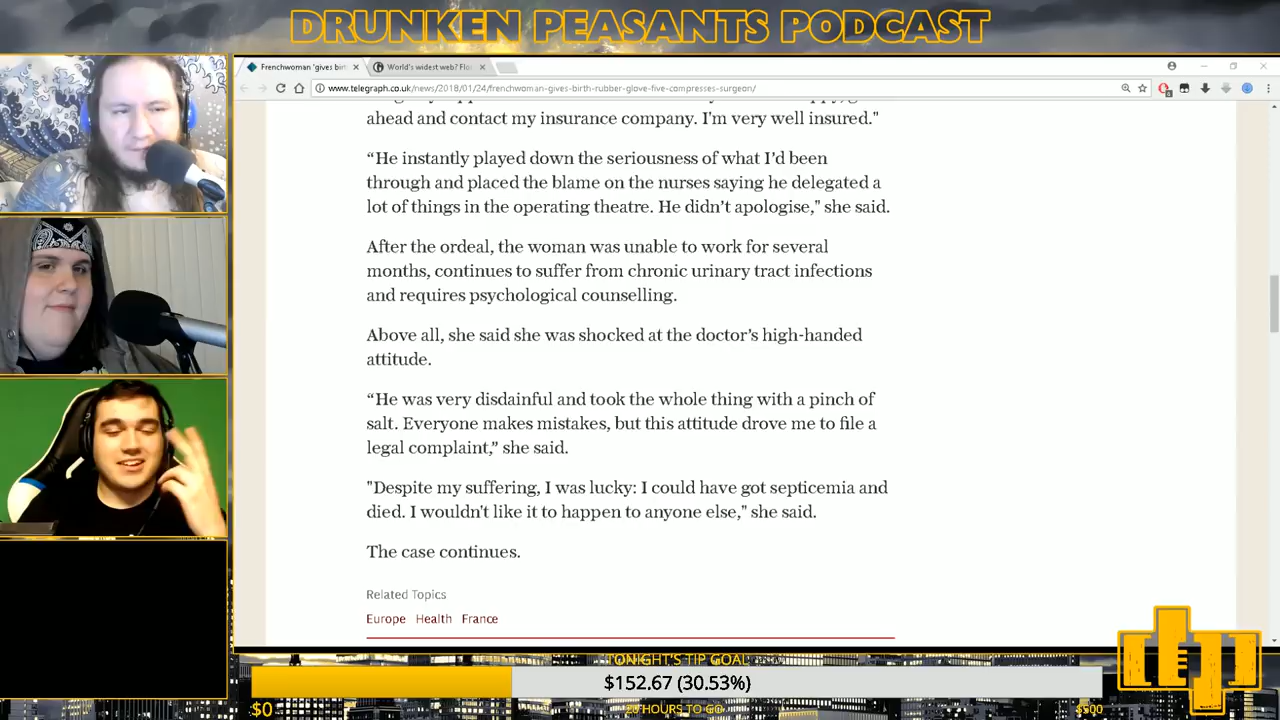 DRUNKEN PEASANTS PODCAST
Frenchwoman 'gives birt
World's widest web? Flo
www.telegraph.co.uk/news/2018/01/24/frenchwoman-gives-birth-rubber-glove-five-compresses-surgeon/
ahead and contact my insurance company. I'm very well insured."
“He instantly played down the seriousness of what I’d been
through and placed the blame on the nurses saying he delegated a
lot of things in the operating theatre. He didn’t apologise," she said.
After the ordeal, the woman was unable to work for several
months, continues to suffer from chronic urinary tract infections
and requires psychological counselling.
Above all, she said she was shocked at the doctor’s high-handed
attitude.
“He was very disdainful and took the whole thing with a pinch of
salt. Everyone makes mistakes, but this attitude drove me to file a
legal complaint,” she said.
"Despite my suffering, I was lucky: I could have got septicemia and
died. I wouldn't like it to happen to anyone else," she said.
The case continues.
Related Topics
Europe Health France
TONIGHT'S TIP GOAL
$152.67 (30.53%)
$0
20 HOURS TO GO
$500